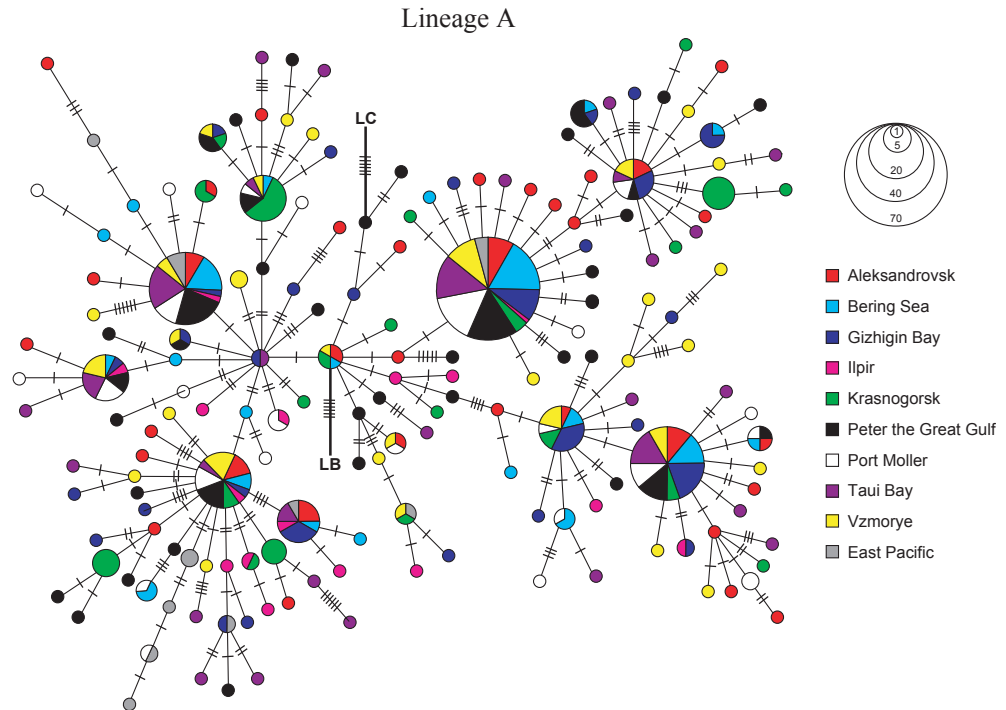 Lineage A
LC
LB
1
5
20
40
70
Aleksandrovsk
Bering Sea
Gizhigin Bay
Ilpir
Krasnogorsk
Peter the Great Gulf
Port Moller
Taui Bay
Vzmorye
East Pacific